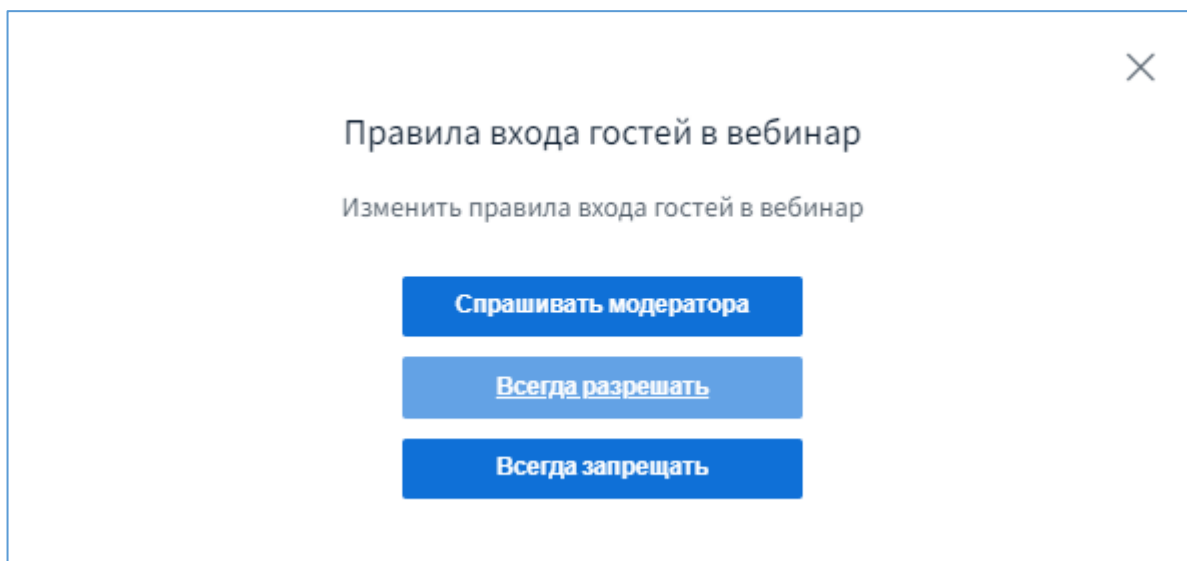 Правила входа гостей в вебинар
Изменить правила входа гостей в вебинар
Спрашивать модератора
Всегда разрешать
Всегда запрещать